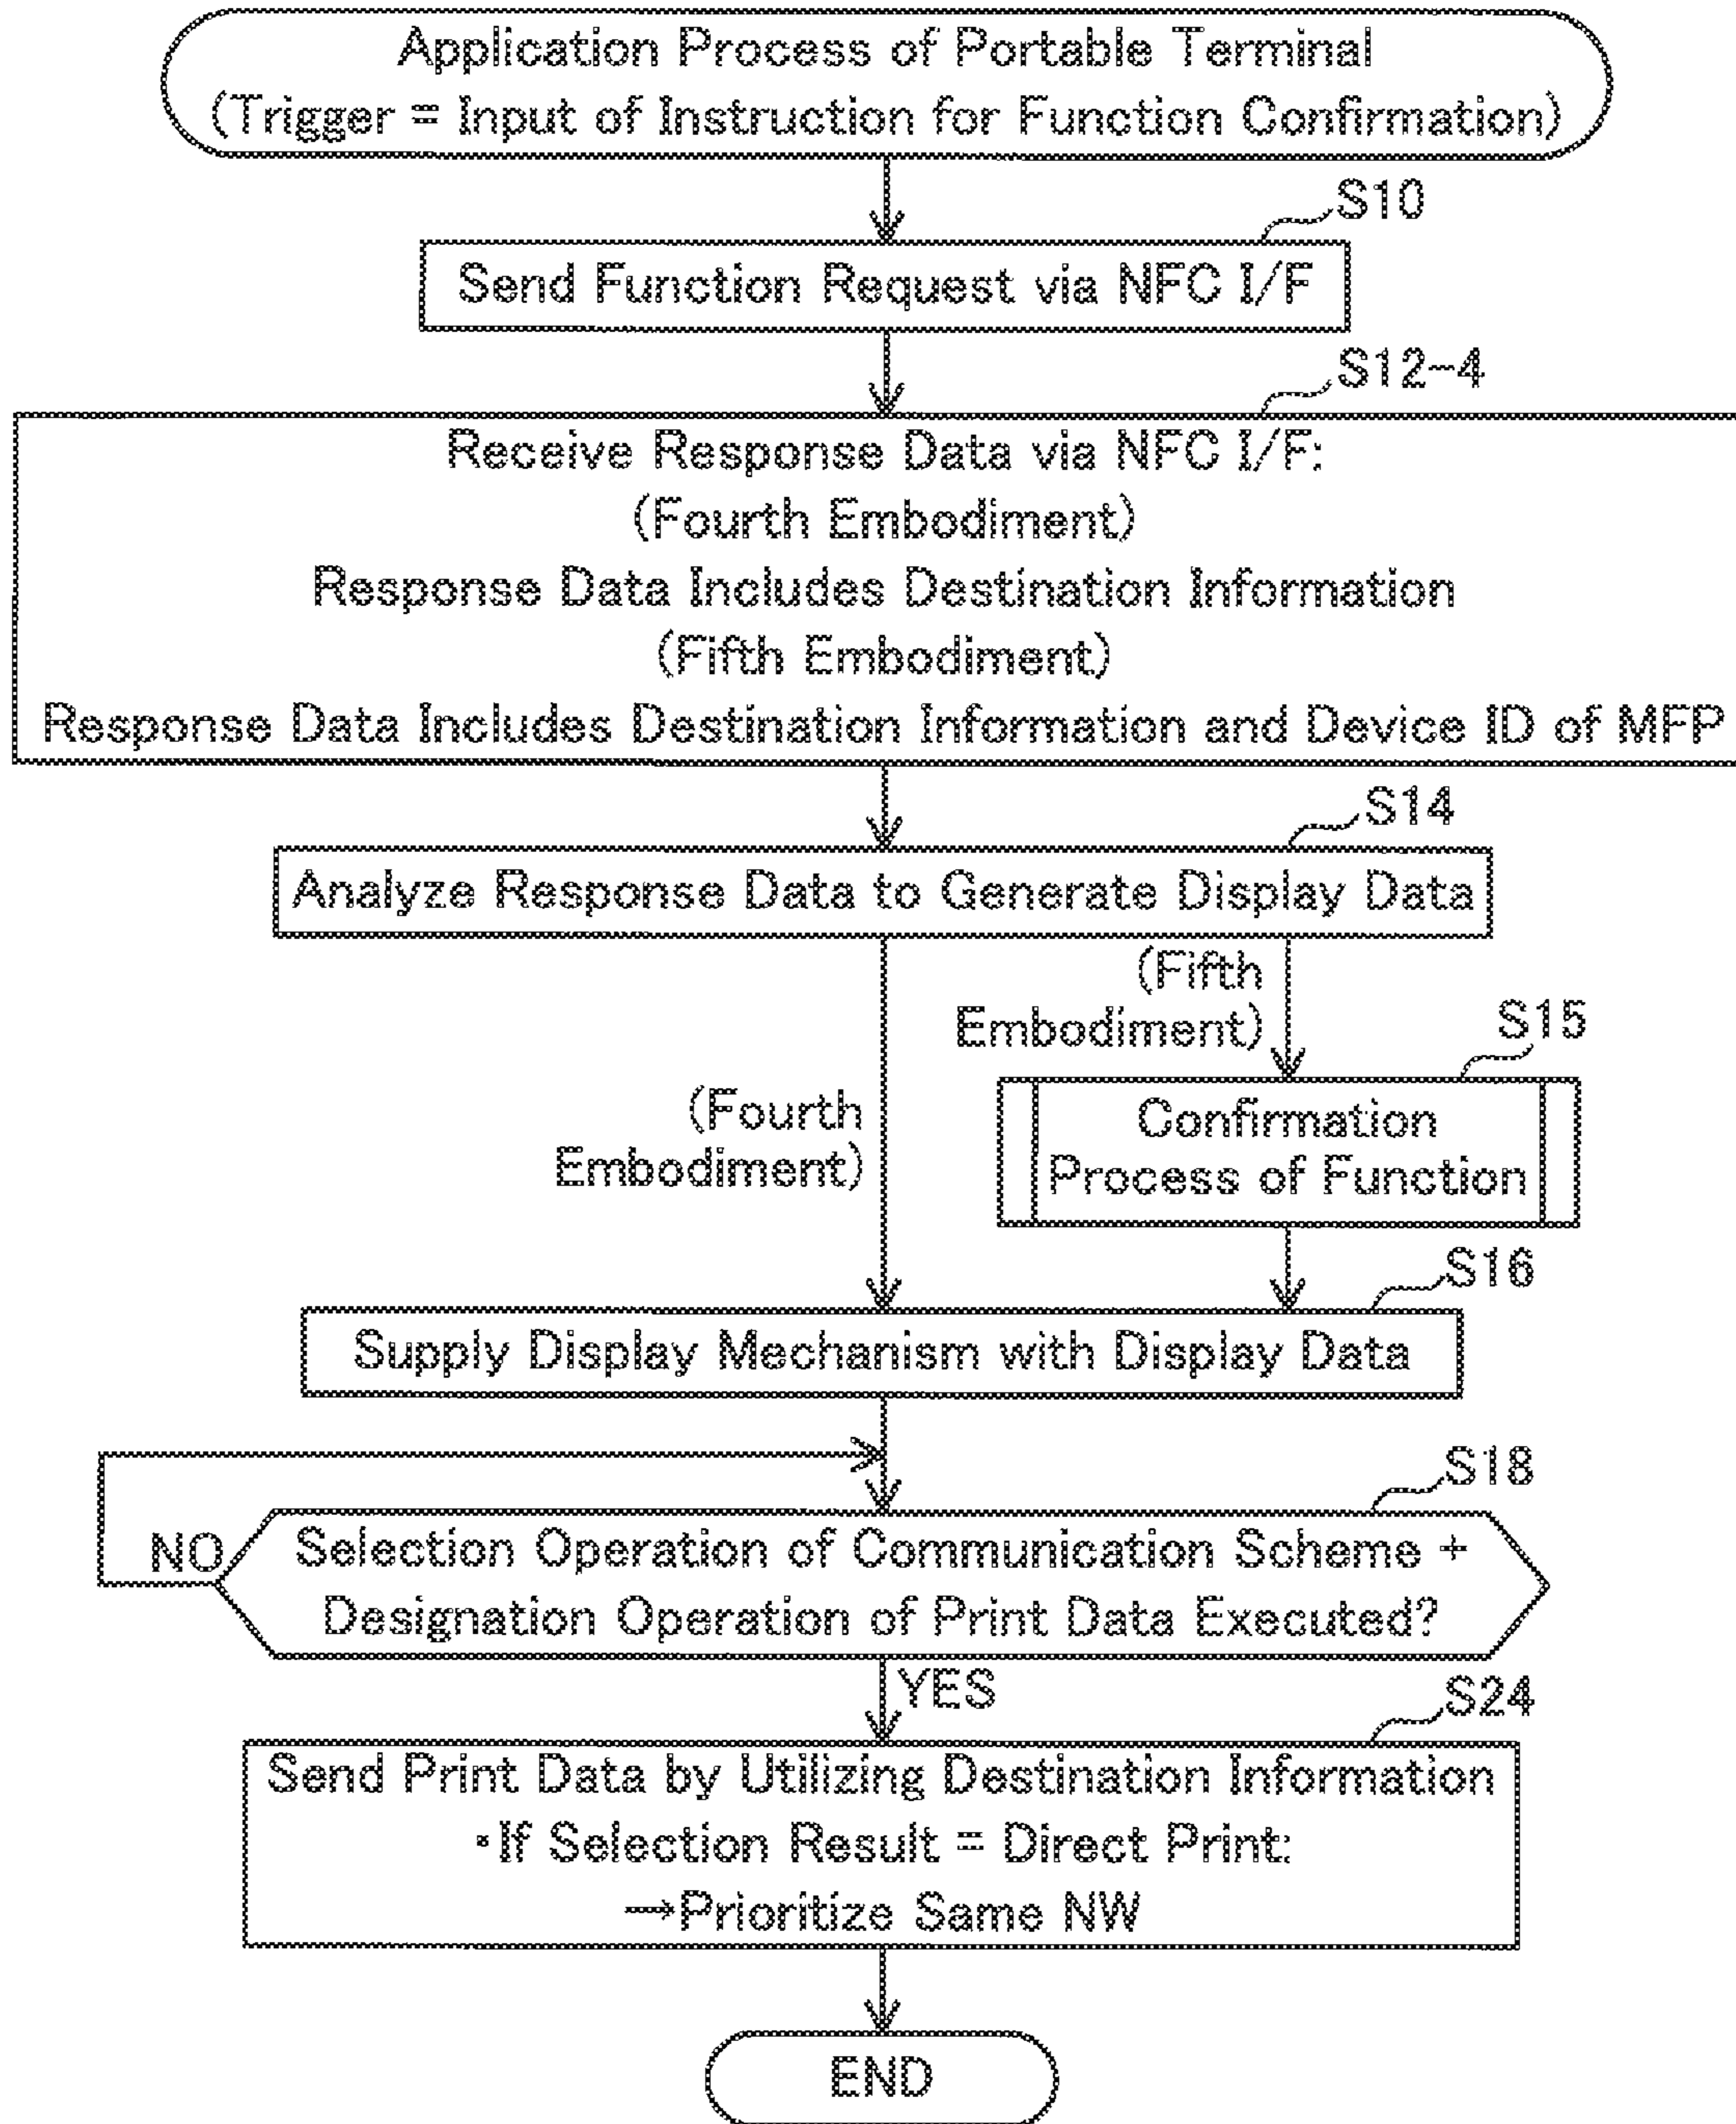 Application Process of Portable Terminal
(Trigger = Input of Instruction for Function Confirmation)
S10
Send Function Request via NFC I/F
S12-4
Receive Response Data via NFC I/F:
(Fourth Embodiment)
Response Data Includes Destination Information
(Fifth Embodiment)
Response Data Includes Destination Information and Device ID of MFP
S14
Analyze Response Data to Generate Display Data
(Fifth
Embodiment)
S15
(Fourth
Embodiment)
Confirmation
Process of Function
S16
Supply Display Mechanism with Display Data
S18
NO
Selection Operation of Communication Scheme +
Designation Operation of Print Data Executed?
YES
S24
Send Print Data by Utilizing Destination Information
・If Selection Result = Direct Print:
→Prioritize Same NW
END